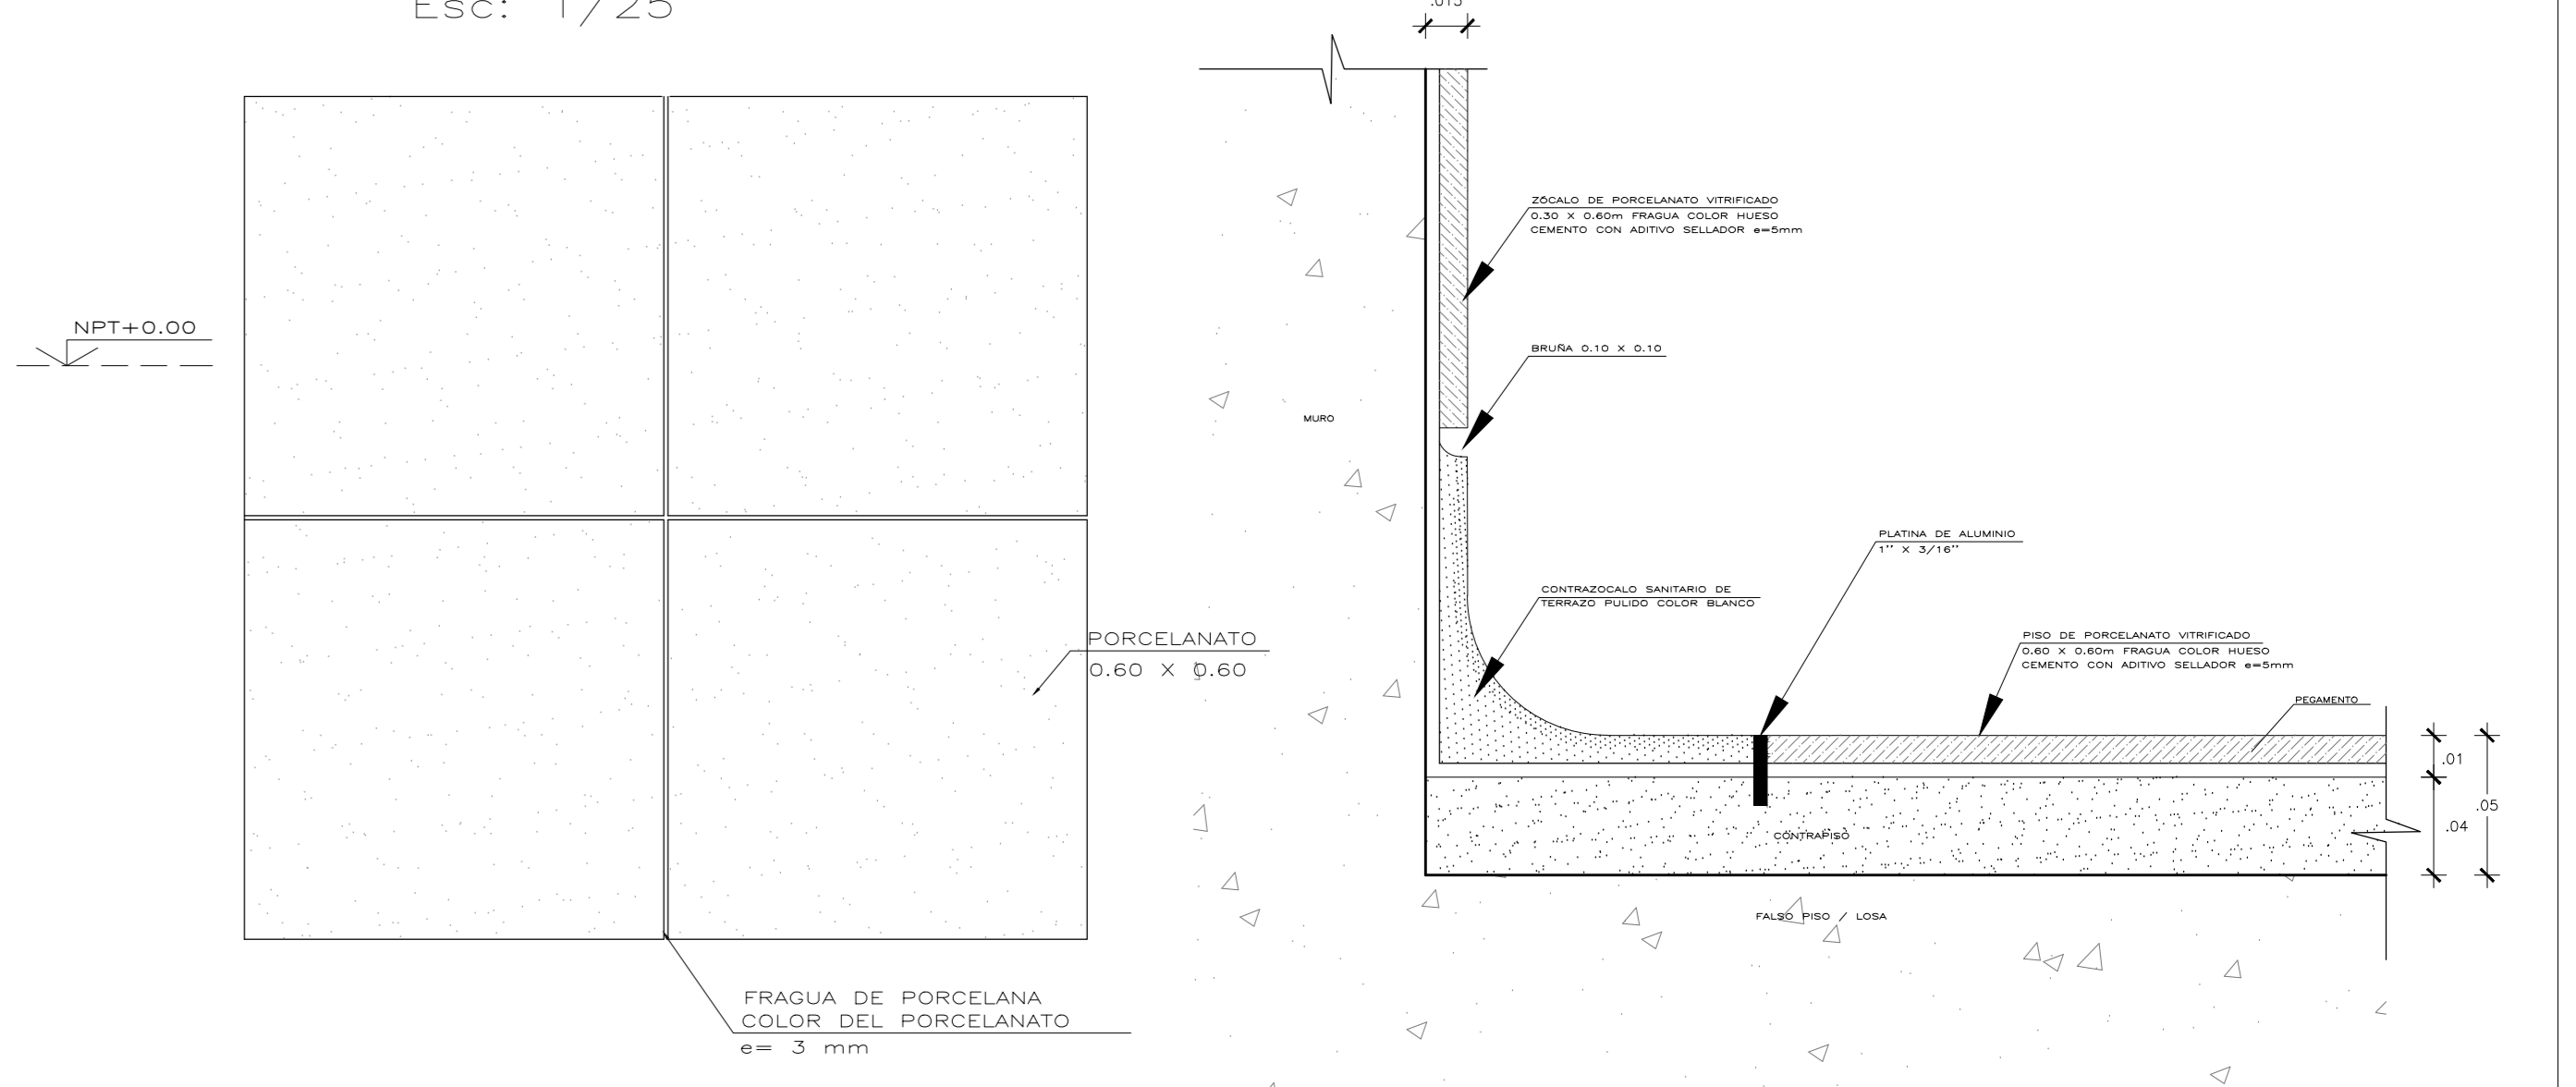 Esc: 1/25
.015
NPT+0.00
PORCELANATO
0.60 X 0.60
FRAGUA DE PORCELANA
COLOR DEL PORCELANATO
e= 3 mm
MURO
ZÓCALO DE PORCELANATO VITRIFICADO
0.30 X 0.60m FRAGUA COLOR HUESO
CEMENTO CON ADITIVO SELLADOR e=5mm
BRUÑA 0.10 X 0.10
PLATINA DE ALUMINIO
1'' X 3/16''
CONTRAZOCALO SANITARIO DE
TERRAZO PULIDO COLOR BLANCO
PISO DE PORCELANATO VITRIFICADO
0.60 X 0.60m FRAGUA COLOR HUESO
CEMENTO CON ADITIVO SELLADOR e=5mm
PEGAMENTO
.01
.05
.04
CONTRAPISO
FALSO PISO / LOSA